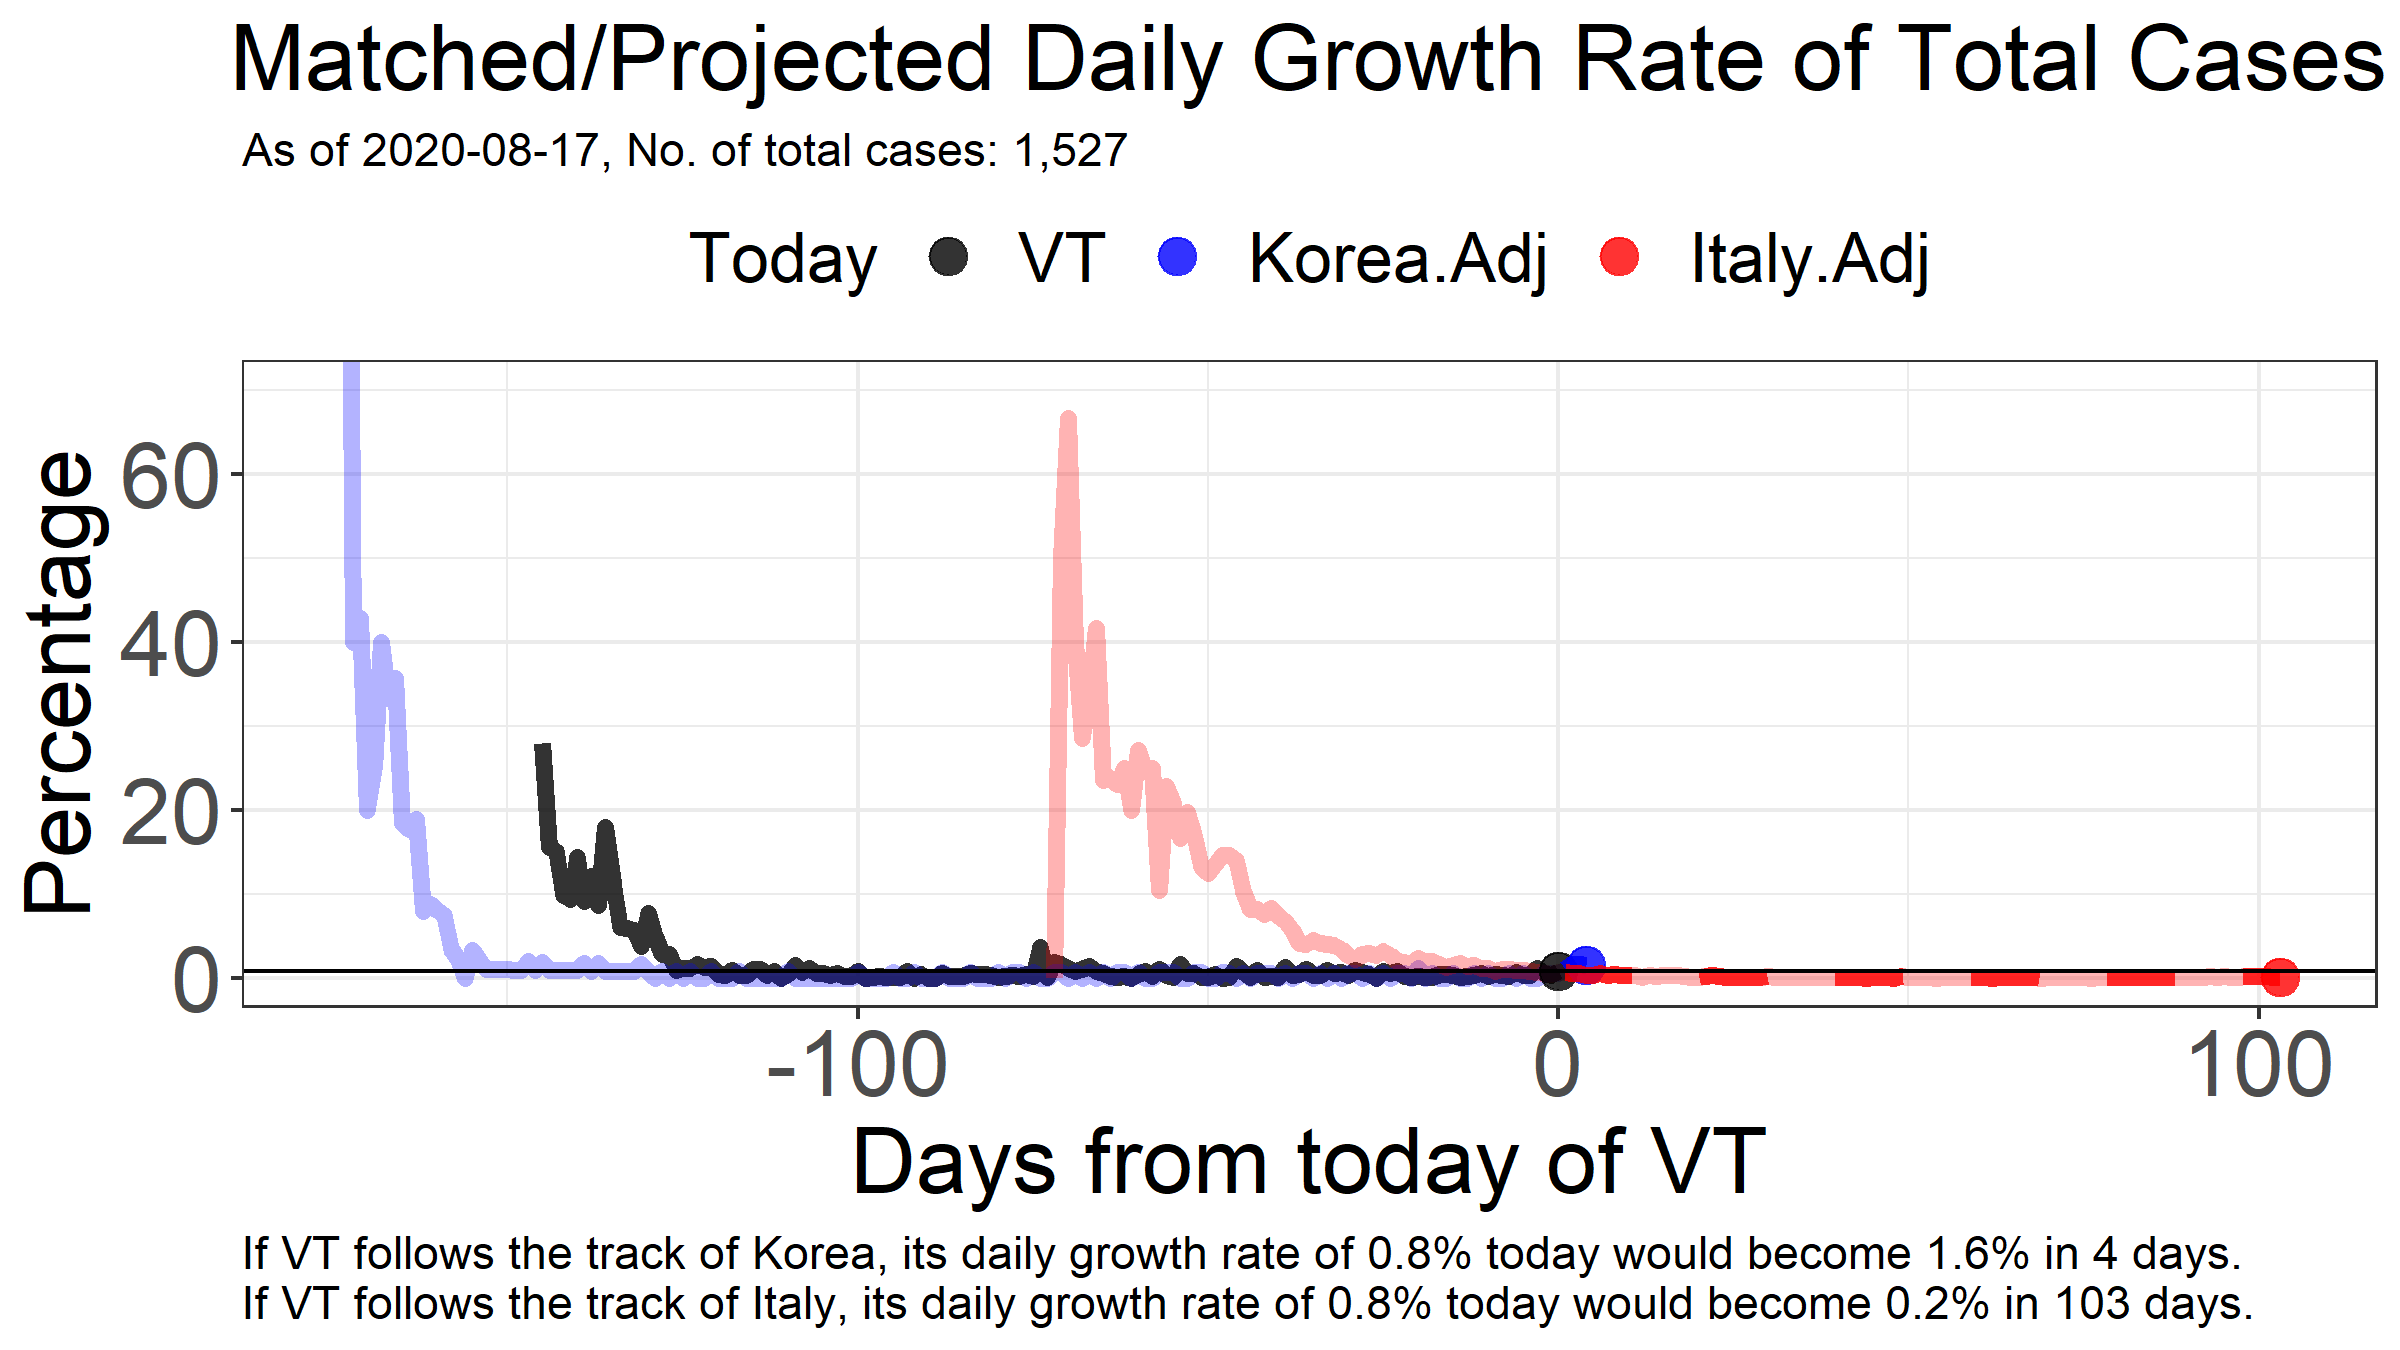 Matched/Projected Daily Growth Rate of Total Cases
As of 2020-08-17, No. of total cases: 1,527
Today VT Korea.Adj Italy.Adj
Percentage
60
40
20
0
-100 0 100
Days from today of VT
If VT follows the track of Korea, its daily growth rate of 0.8% today would become 1.6% in 4 days.
If VT follows the track of Italy, its daily growth rate of 0.8% today would become 0.2% in 103 days.